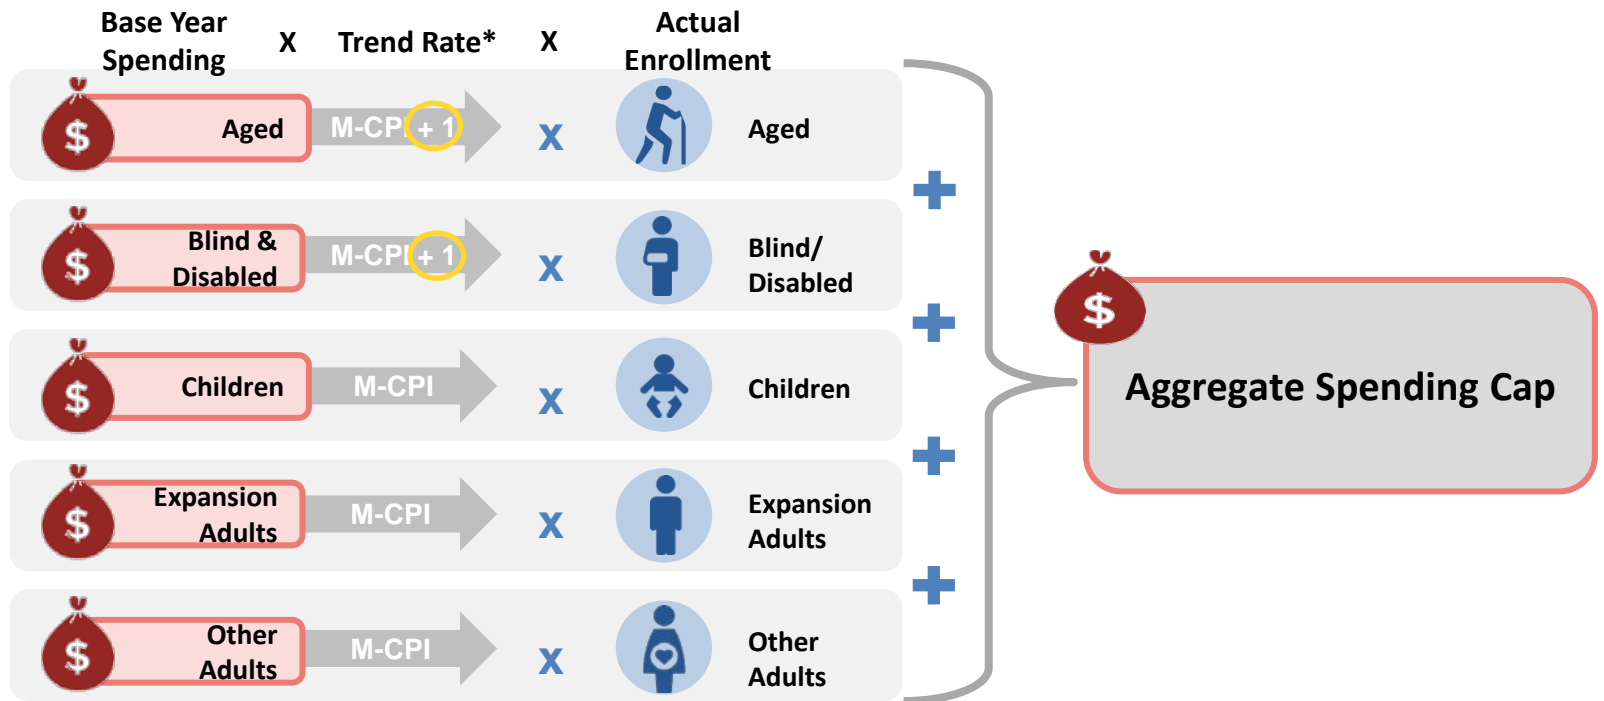 Base Year
Spending
X
Trend Rate*
X
Actual
Enrollment
$
Aged
M-CPI + 1
x
Aged
$
Blind &
Disabled
M-CPI + 1
x
Blind/
Disabled
$
Children
M-CPI
x
Children
$
Expansion
Adults
M-CPI
x
Expansion
Adults
$
Other
Adults
M-CPI
x
Other
Adults
+
+
+
+
$
Aggregate Spending Cap